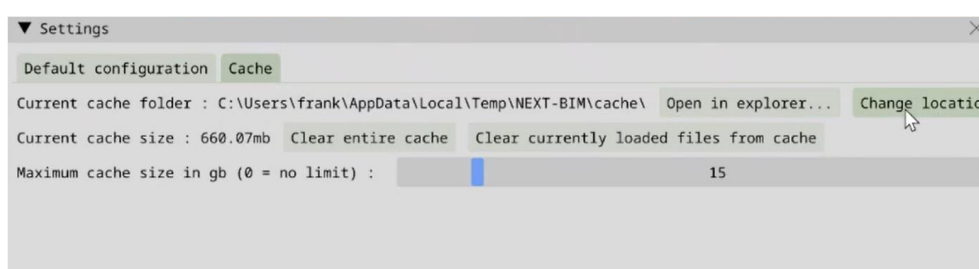 ▼ Settings
Default configuration Cache
Current cache folder : C:\Users\frank\AppData\Local\Temp\NEXT-BIM\cache\ Open in explorer... Change locatio
Current cache size : 660.07mb Clear entire cache Clear currently loaded files from cache
Maximum cache size in gb (0 = no limit) : 15